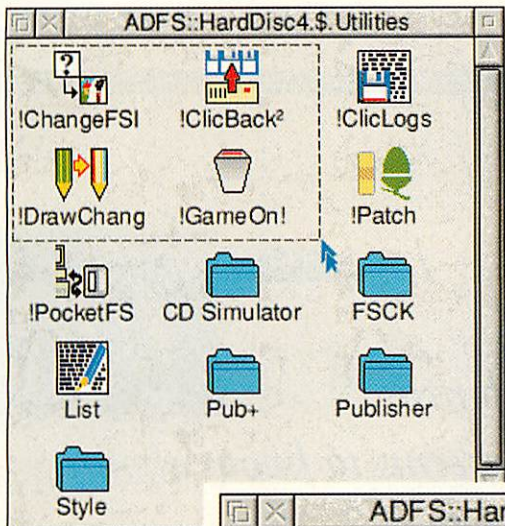 ADFS::HardDisc4.$.Utilities
!ChangeFSI !ClicBack² !ClicLogs
!DrawChang !GameOn! !Patch
!PocketFS CD Simulator FSCK
List Pub+ Publisher
Style
ADFS::Har